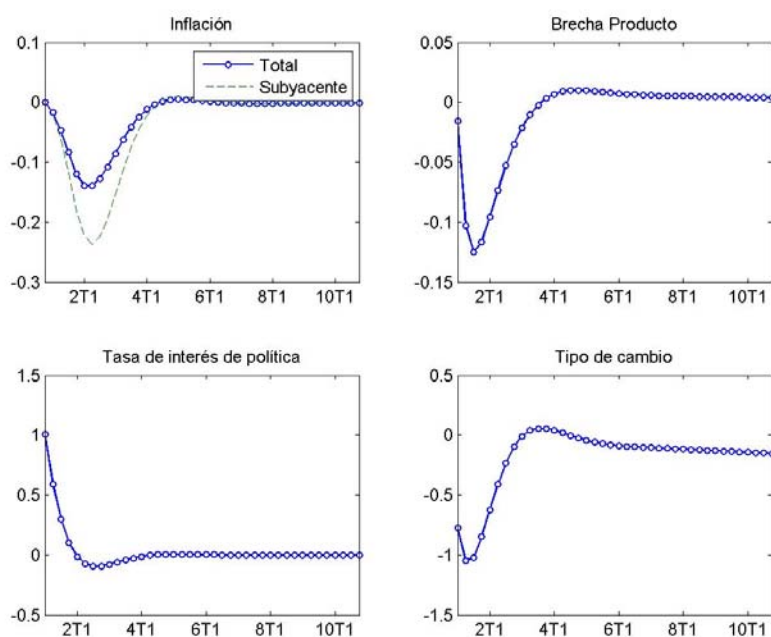 Inflación
0.1
0
-0.1
-0.2
-0.3
2T1 4T1 6T1 8T1 10T1
Total
Subyacente
Brecha Producto
0.05
0
-0.05
-0.1
-0.15
2T1 4T1 6T1 8T1 10T1
Tasa de interés de política
1.5
1
0.5
0
-0.5
2T1 4T1 6T1 8T1 10T1
Tipo de cambio
0.5
0
-0.5
-1
-1.5
2T1 4T1 6T1 8T1 10T1